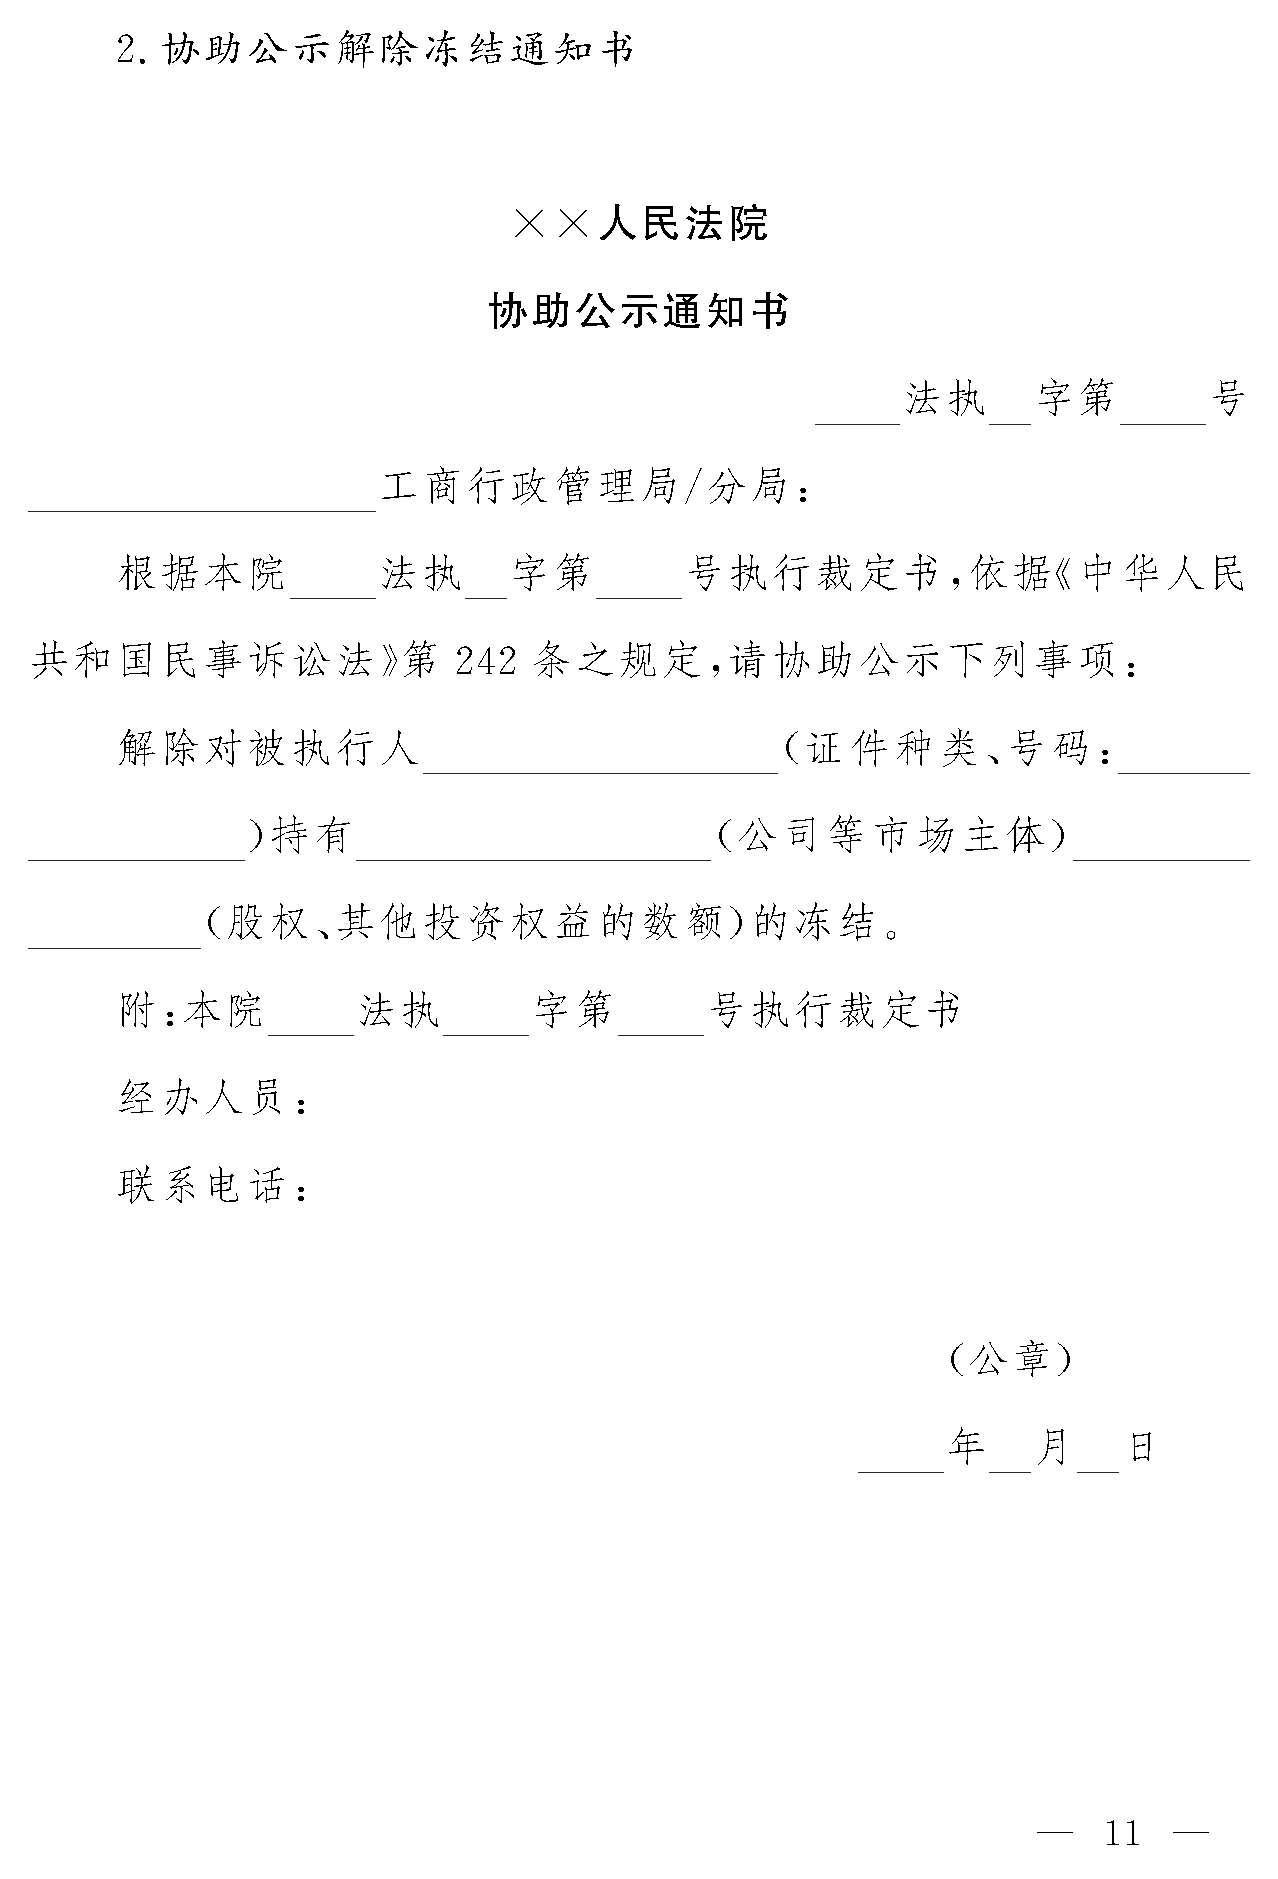 2. 协助公示解除冻结通知书
××人民法院
协助公示通知书
____法执__字第____号
________________工商行政管理局/分局：
根据本院____法执__字第____号执行裁定书，依据《中华人民
共和国民事诉讼法》第 242 条之规定，请协助公示下列事项：
解除对被执行人________________（证件种类、号码：______
__________）持有________________（公司等市场主体）________
________（股权、其他投资权益的数额）的冻结。
附：本院____法执____字第____号执行裁定书
经办人员：
联系电话：
（公章）
____年__月__日
— 11 —